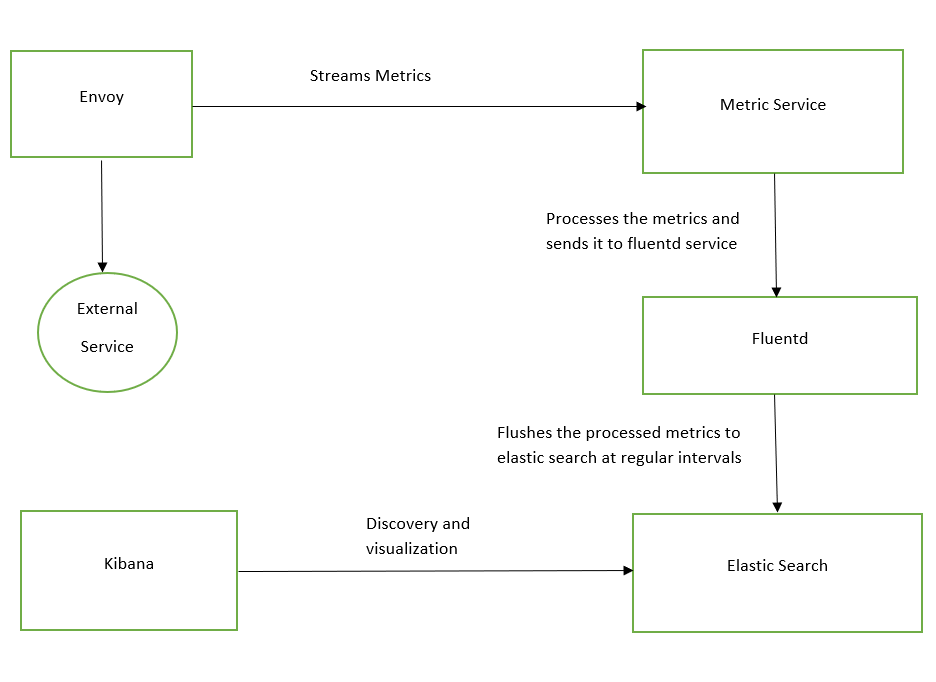 Envoy
Streams Metrics
Metric Service
Processes the metrics and
sends it to fluentd service
External
Service
Fluentd
Flushes the processed metrics to
elastic search at regular intervals
Kibana
Discovery and
visualization
Elastic Search